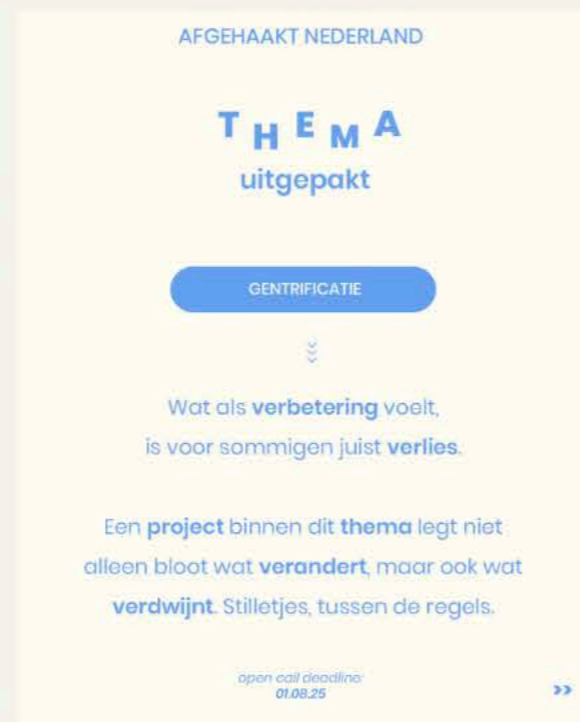 AFGEHAAKT NEDERLAND
THEMA
uitgepakt
GENTRIFICATIE
Wat als verbetering voelt,
is voor sommigen juist verlies.
Een project binnen dit thema legt niet
alleen bloot wat verandert, maar ook wat
verdwijnt. Stilletjes, tussen de regels.
open call deadline:
01.08.25
>>